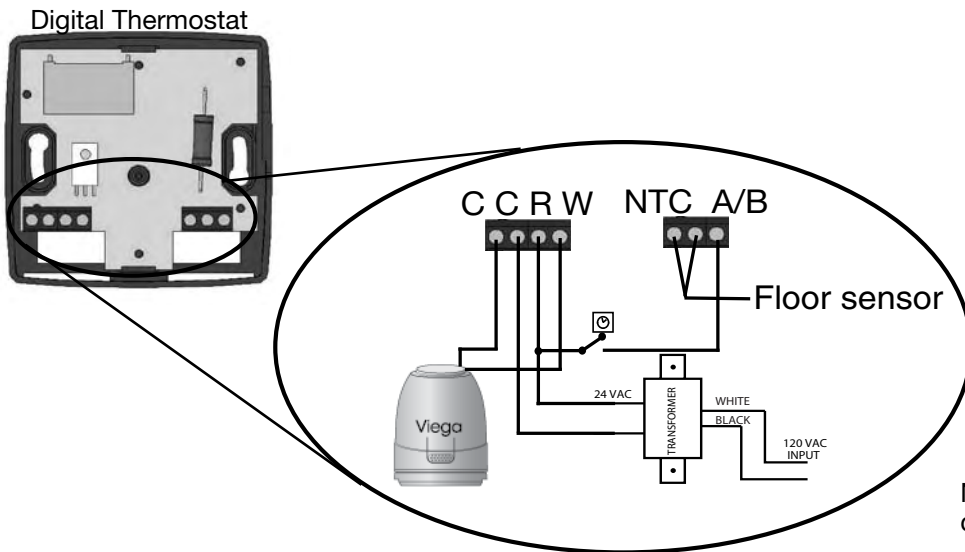 Digital Thermostat
C C R W NTC A/B
Floor sensor
24 VAC
TRANSFORMER
WHITE
BLACK
120 VAC
INPUT
Viega